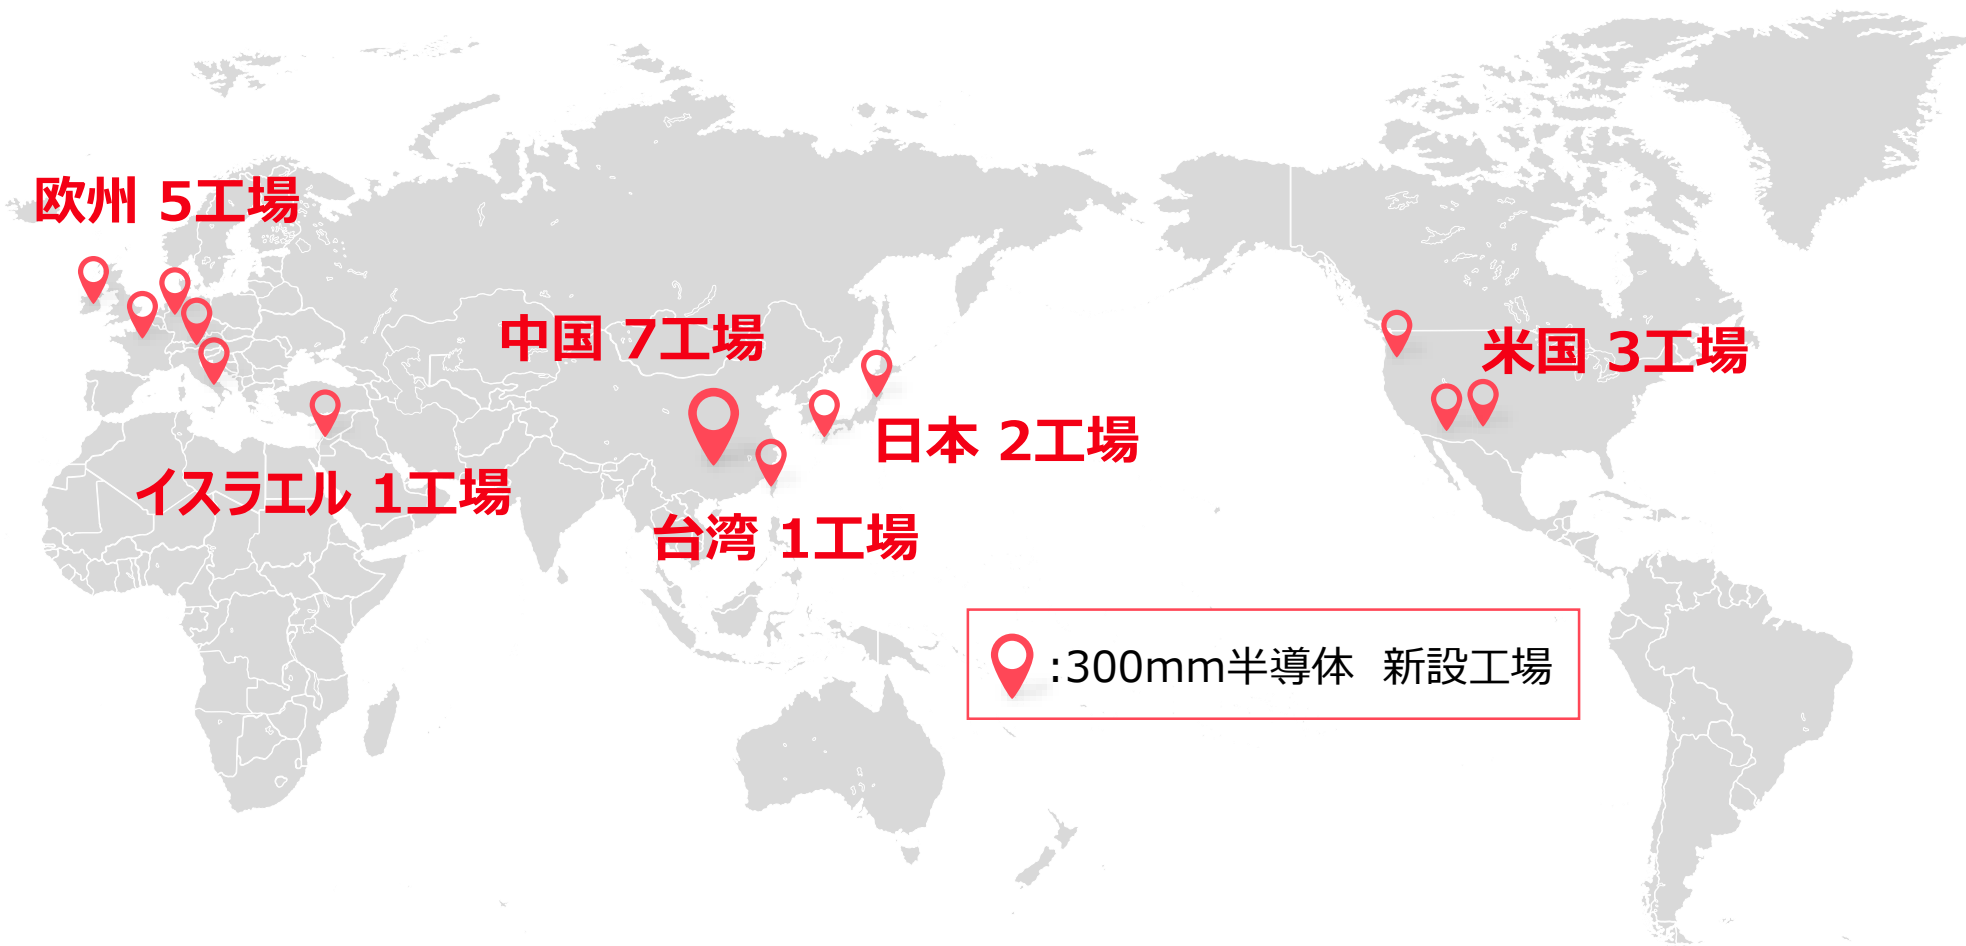 欧州 5工場
中国 7工場
米国 3工場
日本 2工場
イスラエル 1工場
台湾 1工場
:300mm半導体 新設工場